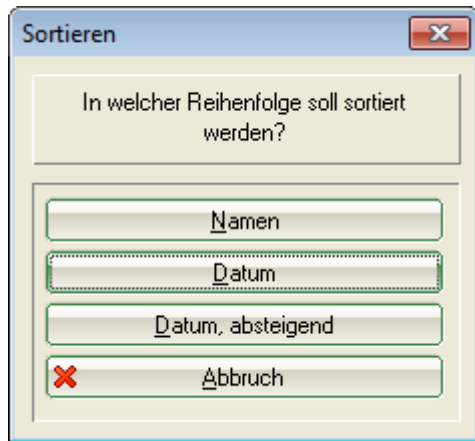 Sortieren
In welcher Reihenfolge soll sortiert
werden?
Namen
Datum
Datum, absteigend
Abbruch